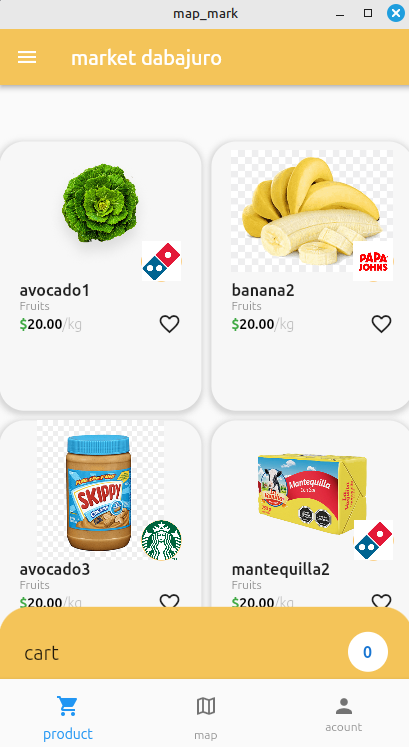 map_mark
market dabajuro
PAPA JOHNS
avocado1
Fruits
$20.00/kg
banana2
Fruits
$20.00/kg
SKIPPY
Mantequilla
avocado3
Fruits
$20.00/kg
mantequilla2
Fruits
$20.00/kg
cart
0
product
map
acount